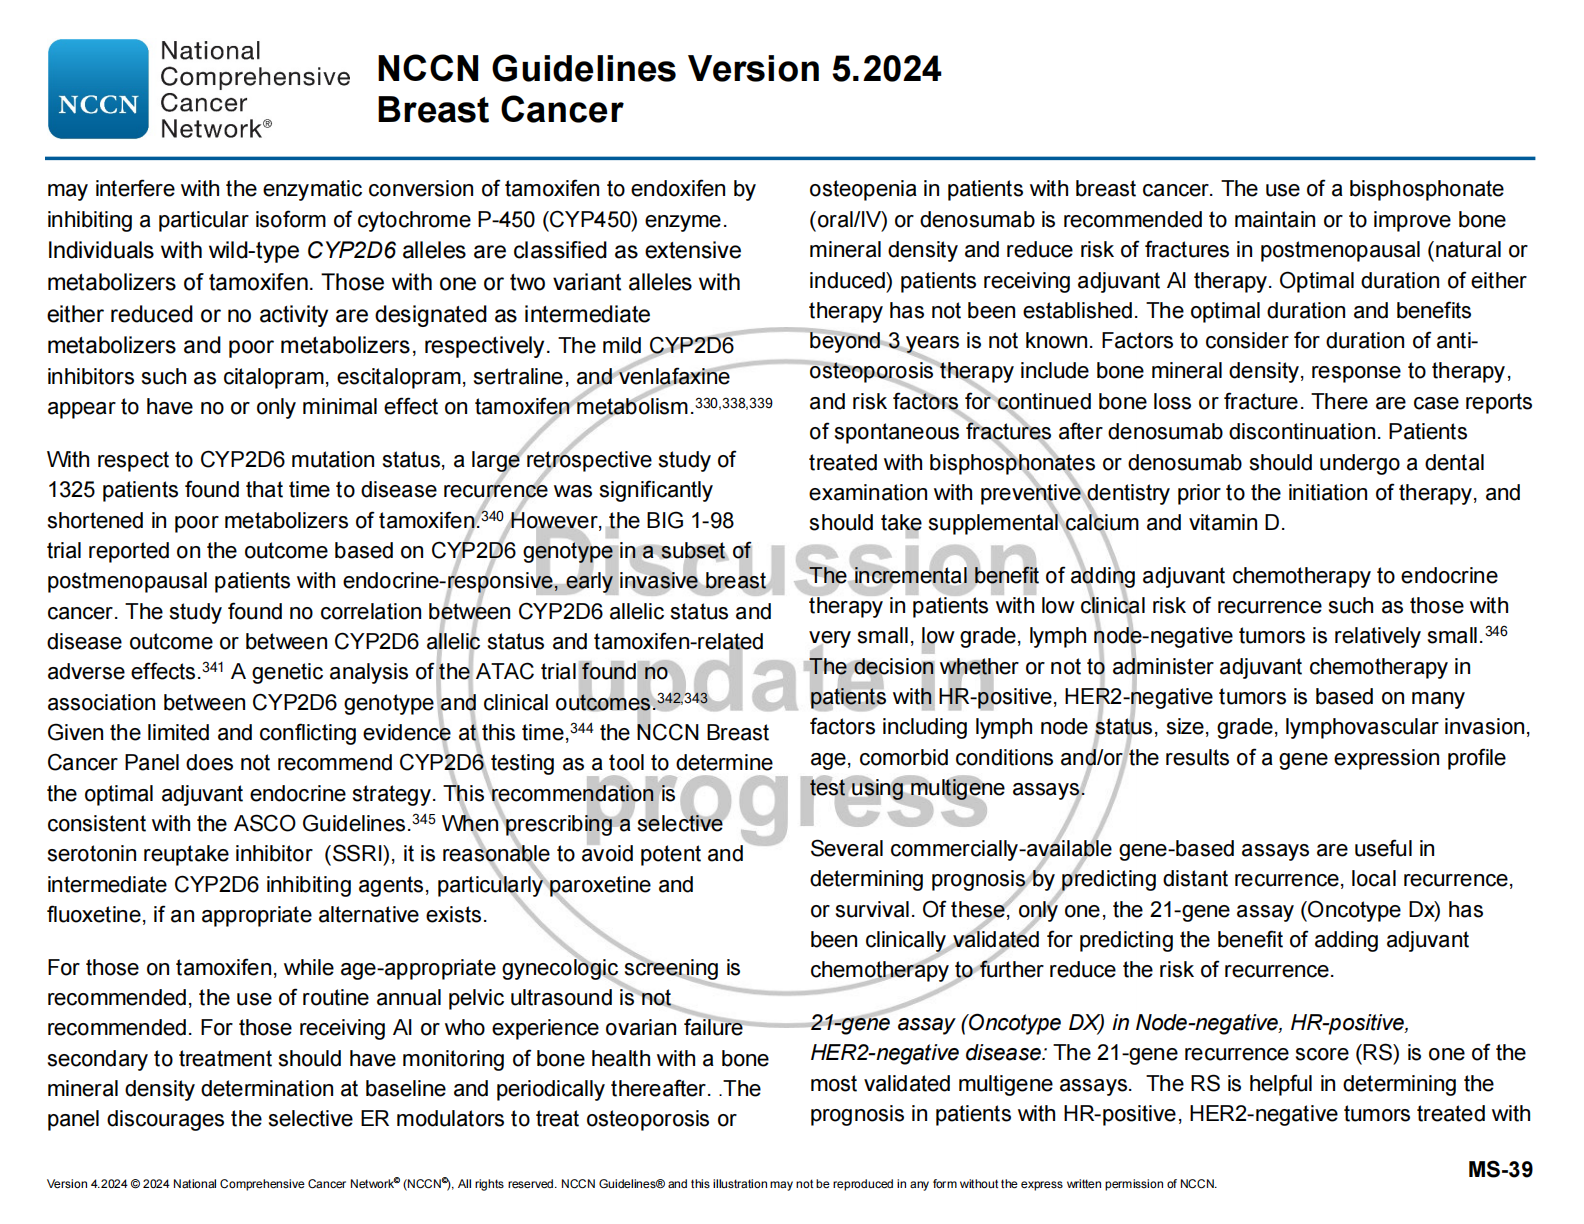 NCCN
National
Comprehensive
Cancer
Network®
NCCN Guidelines Version 5.2024
Breast Cancer
may interfere with the enzymatic conversion of tamoxifen to endoxifen by
inhibiting a particular isoform of cytochrome P-450 (CYP450) enzyme.
Individuals with wild-type CYP2D6 alleles are classified as extensive
metabolizers of tamoxifen. Those with one or two variant alleles with
either reduced or no activity are designated as intermediate
metabolizers and poor metabolizers, respectively. The mild CYP2D6
inhibitors such as citalopram, escitalopram, sertraline, and venlafaxine
appear to have no or only minimal effect on tamoxifen metabolism.330,338,339
With respect to CYP2D6 mutation status, a large retrospective study of
1325 patients found that time to disease recurrence was significantly
shortened in poor metabolizers of tamoxifen.340 However, the BIG 1-98
trial reported on the outcome based on CYP2D6 genotype in a subset of
postmenopausal patients with endocrine-responsive, early invasive breast
cancer. The study found no correlation between CYP2D6 allelic status and
disease outcome or between CYP2D6 allelic status and tamoxifen-related
adverse effects.341 A genetic analysis of the ATAC trial found no
association between CYP2D6 genotype and clinical outcomes.342,343
Given the limited and conflicting evidence at this time,344 the NCCN Breast
Cancer Panel does not recommend CYP2D6 testing as a tool to determine
the optimal adjuvant endocrine strategy. This recommendation is
consistent with the ASCO Guidelines.345 When prescribing a selective
serotonin reuptake inhibitor  (SSRI), it is reasonable to avoid potent and
intermediate CYP2D6 inhibiting agents, particularly paroxetine and
fluoxetine, if an appropriate alternative exists.
For those on tamoxifen, while age-appropriate gynecologic screening is
recommended, the use of routine annual pelvic ultrasound is not
recommended. For those receiving AI or who experience ovarian failure
secondary to treatment should have monitoring of bone health with a bone
mineral density determination at baseline and periodically thereafter. .The
panel discourages the selective ER modulators to treat osteoporosis or
osteopenia in patients with breast cancer. The use of a bisphosphonate
(oral/IV) or denosumab is recommended to maintain or to improve bone
mineral density and reduce risk of fractures in postmenopausal (natural or
induced) patients receiving adjuvant AI therapy. Optimal duration of either
therapy has not been established. The optimal duration and benefits
beyond 3 years is not known. Factors to consider for duration of anti-
osteoporosis therapy include bone mineral density, response to therapy,
and risk factors for continued bone loss or fracture. There are case reports
of spontaneous fractures after denosumab discontinuation. Patients
treated with bisphosphonates or denosumab should undergo a dental
examination with preventive dentistry prior to the initiation of therapy, and
should take supplemental calcium and vitamin D.
The incremental benefit of adding adjuvant chemotherapy to endocrine
therapy in patients with low clinical risk of recurrence such as those with
very small, low grade, lymph node-negative tumors is relatively small.346
The decision whether or not to administer adjuvant chemotherapy in
patients with HR-positive, HER2-negative tumors is based on many
factors including lymph node status, size, grade, lymphovascular invasion,
age, comorbid conditions and/or the results of a gene expression profile
test using multigene assays.
Several commercially-available gene-based assays are useful in
determining prognosis by predicting distant recurrence, local recurrence,
or survival. Of these, only one, the 21-gene assay (Oncotype Dx) has
been clinically validated for predicting the benefit of adding adjuvant
chemotherapy to further reduce the risk of recurrence.
21-gene assay (Oncotype DX) in Node-negative, HR-positive,
HER2-negative disease: The 21-gene recurrence score (RS) is one of the
most validated multigene assays.  The RS is helpful in determining the
prognosis in patients with HR-positive, HER2-negative tumors treated with
Discussion
update in
progress
MS-39
Version 4.2024 © 2024 National Comprehensive Cancer Network© (NCCN©), All rights reserved. NCCN Guidelines® and this illustration may not be reproduced in any form without the express written permission of NCCN.